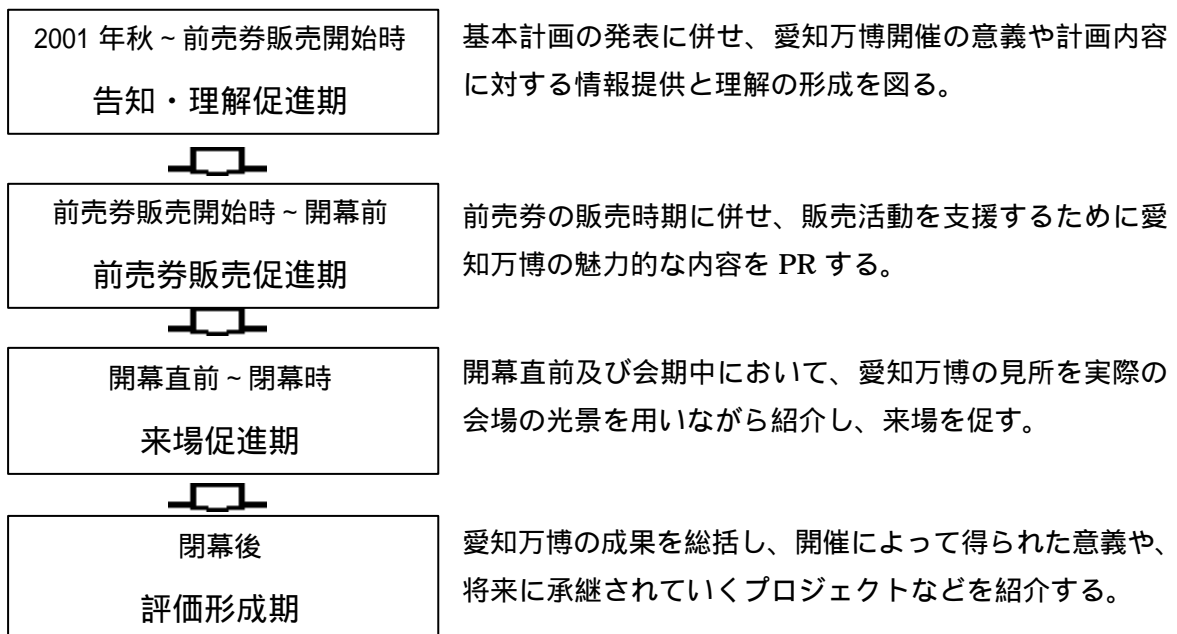 2001 年秋~前売券販売開始時
告知・理解促進期
基本計画の発表に併せ、愛知万博開催の意義や計画内容
に対する情報提供と理解の形成を図る。
前売券販売開始時~開幕前
前売券販売促進期
前売券の販売時期に併せ、販売活動を支援するために愛
知万博の魅力的な内容を PR する。
開幕直前~閉幕時
来場促進期
開幕直前及び会期中において、愛知万博の見所を実際の
会場の光景を用いながら紹介し、来場を促す。
閉幕後
評価形成期
愛知万博の成果を総括し、開催によって得られた意義や、
将来に承継されていくプロジェクトなどを紹介する。